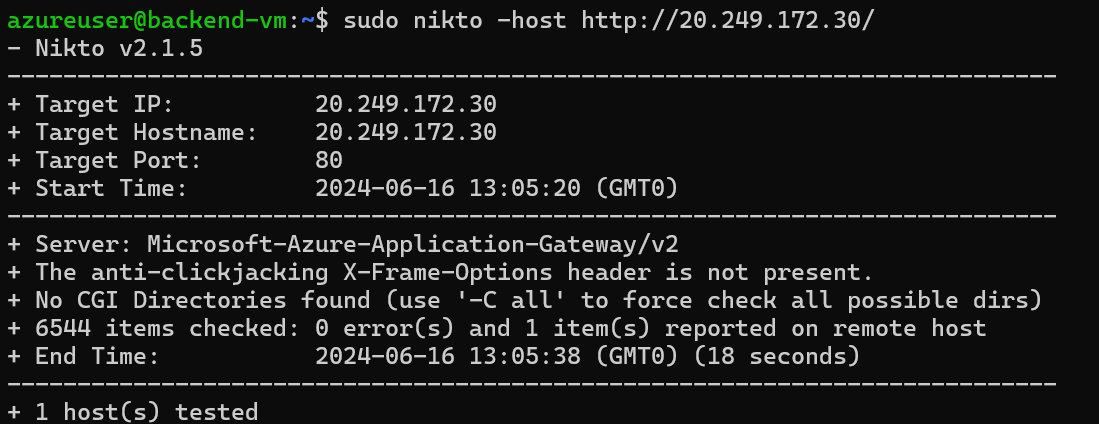 azureuser@backend-vm:~$ sudo nikto -host http://20.249.172.30/
- Nikto v2.1.5
---------------------------------------------------------------------------
+ Target IP:          20.249.172.30
+ Target Hostname:    20.249.172.30
+ Target Port:        80
+ Start Time:         2024-06-16 13:05:20 (GMT0)
---------------------------------------------------------------------------
+ Server: Microsoft-Azure-Application-Gateway/v2
+ The anti-clickjacking X-Frame-Options header is not present.
+ No CGI Directories found (use '-C all' to force check all possible dirs)
+ 6544 items checked: 0 error(s) and 1 item(s) reported on remote host
+ End Time:           2024-06-16 13:05:38 (GMT0) (18 seconds)
---------------------------------------------------------------------------
+ 1 host(s) tested